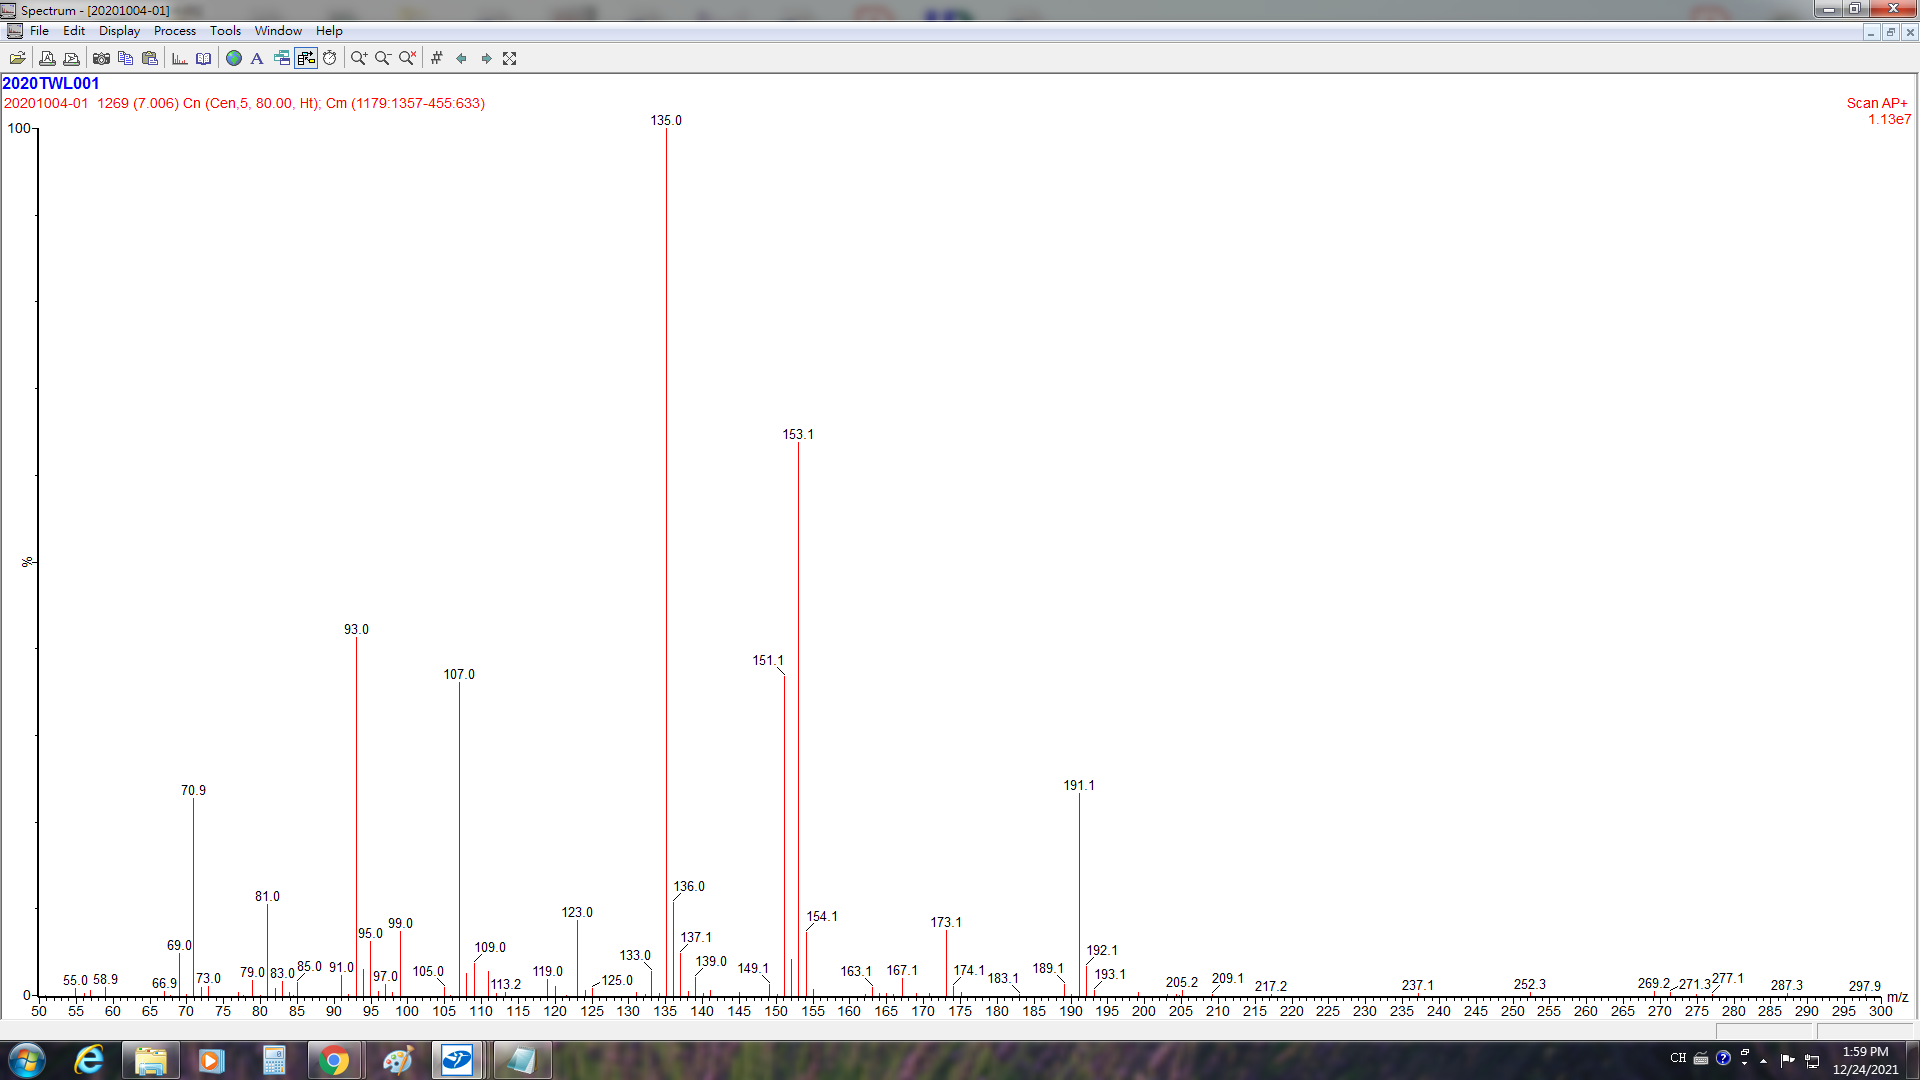 Spectrum - [20201004-01]
File Edit Display Process Tools Window Help
2020TWL001
20201004-01 1269 (7.006) Cn (Cen,5, 80.00, Ht); Cm (1179:1357-455:633)
Scan AP+
1.13e7
100
135.0
153.1
%
93.0
151.1
107.0
70.9
191.1
136.0
81.0
123.0
154.1
99.0
173.1
95.0
137.1
69.0
109.0
192.1
133.0
139.0
55.0 58.9 66.9 73.0 79.0 83.0 85.0 91.0 97.0 105.0 113.2 119.0 125.0 149.1 163.1 167.1 174.1 183.1 189.1 193.1 205.2 209.1 217.2 237.1 252.3 269.2 271.3 277.1 287.3 297.9
0
m/z
50 55 60 65 70 75 80 85 90 95 100 105 110 115 120 125 130 135 140 145 150 155 160 165 170 175 180 185 190 195 200 205 210 215 220 225 230 235 240 245 250 255 260 265 270 275 280 285 290 295 300
CH
1:59 PM
12/24/2021